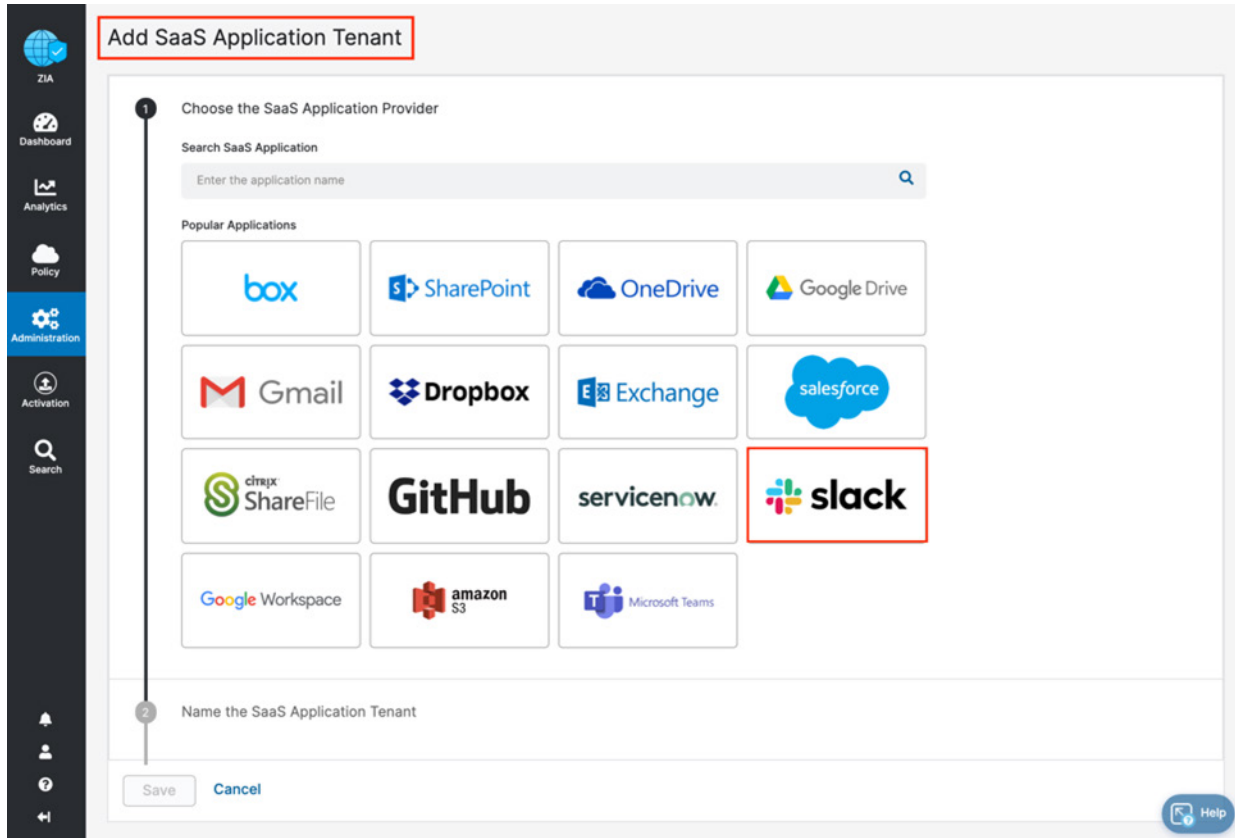 Add SaaS Application Tenant
ZIA
Dashboard
Analytics
Policy
Administration
Activation
Search
1
Choose the SaaS Application Provider
Search SaaS Application
Enter the application name
Popular Applications
box
S SharePoint
OneDrive
Google Drive
Gmail
Dropbox
E Exchange
salesforce
citrix
ShareFile
GitHub
servicenow.
slack
Google Workspace
amazon
S3
T Microsoft Teams
2
Name the SaaS Application Tenant
Save
Cancel
Help